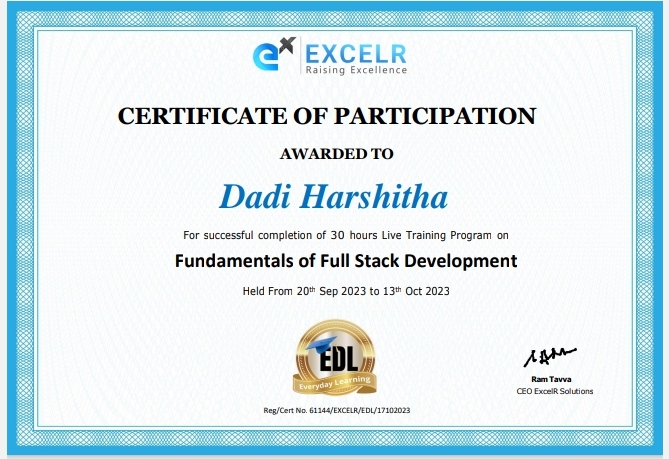 ex EXCELR
Raising Excellence
CERTIFICATE OF PARTICIPATION
AWARDED TO
Dadi Harshitha
For successful completion of 30 hours Live Training Program on
Fundamentals of Full Stack Development
Held From 20th Sep 2023 to 13th Oct 2023
EDL
Everyday Learning
Ram Tavva
CEO ExcelR Solutions
Reg/Cert No. 61144/EXCELR/EDL/17102023